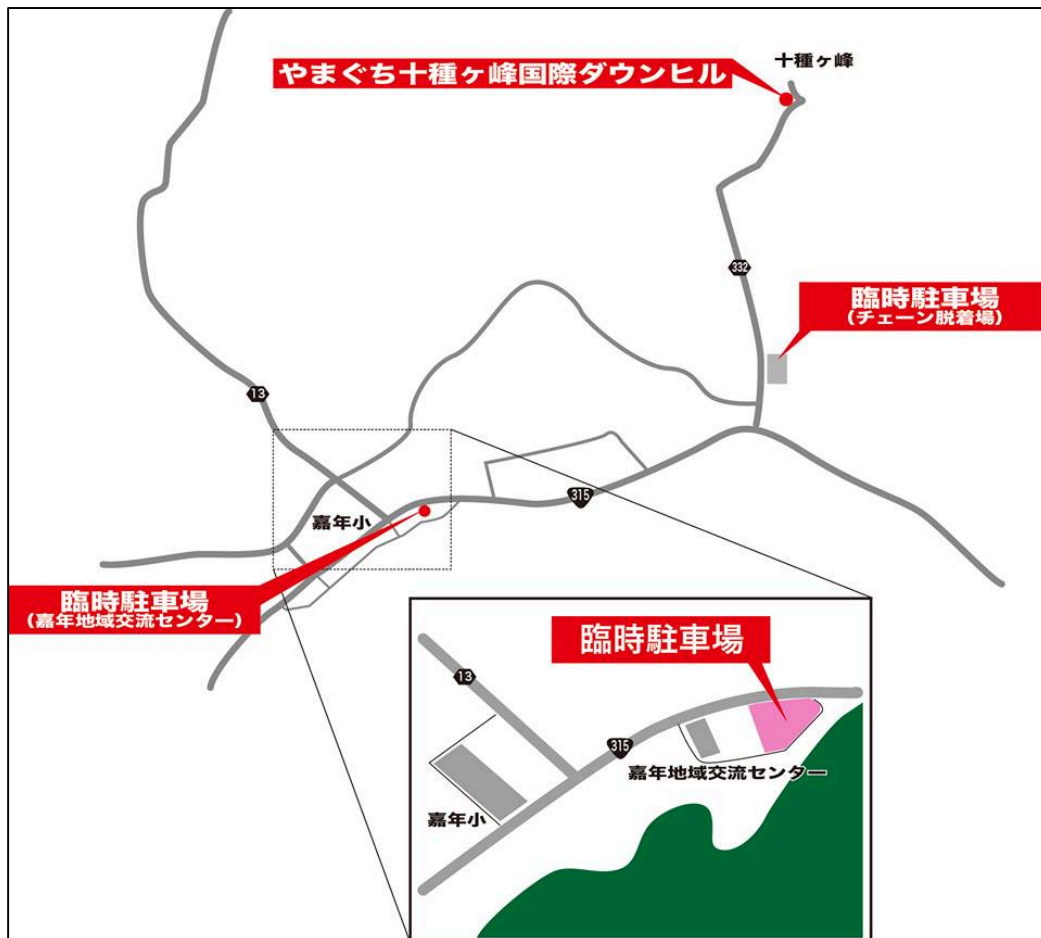 十種ヶ峰
やまぐち十種ヶ峰国際ダウンヒル
332
臨時駐車場
(チェーン脱着場)
13
315
嘉年小
臨時駐車場
(嘉年地域交流センター)
臨時駐車場
13
315
嘉年地域交流センター
嘉年小